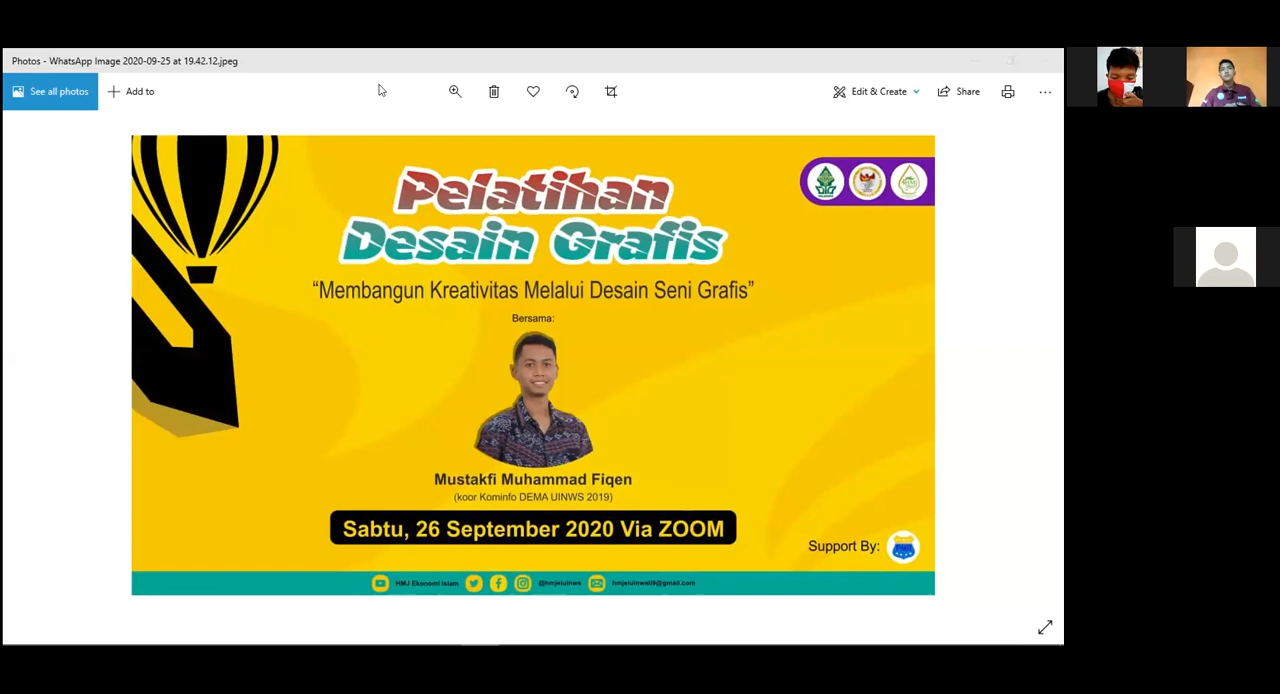 Photos - WhatsApp Image 2020-09-25 at 19.42.12.jpeg
See all photos
Add to
Edit & Create
Share
Pelatihan
Desain Grafis
“Membangun Kreativitas Melalui Desain Seni Grafis”
Bersama:
Mustakfi Muhammad Fiqen
(koor Kominfo DEMA UINWS 2019)
Sabtu, 26 September 2020 Via ZOOM
Support By:
HMJ Ekonomi Islam
@hmjeiuinws